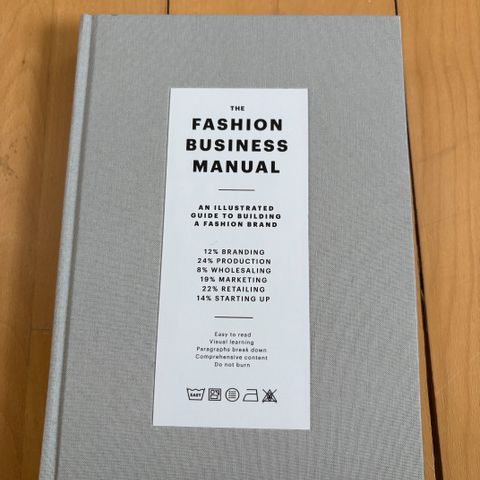 THE
FASHION
BUSINESS
MANUAL
AN ILLUSTRATED
GUIDE TO BUILDING
A FASHION BRAND
12% BRANDING
24% PRODUCTION
8% WHOLESALING
19% MARKETING
22% RETAILING
14% STARTING UP
Easy to read
Visual learning
Paragraphs break down
Comprehensive content
Do not burn
EASY